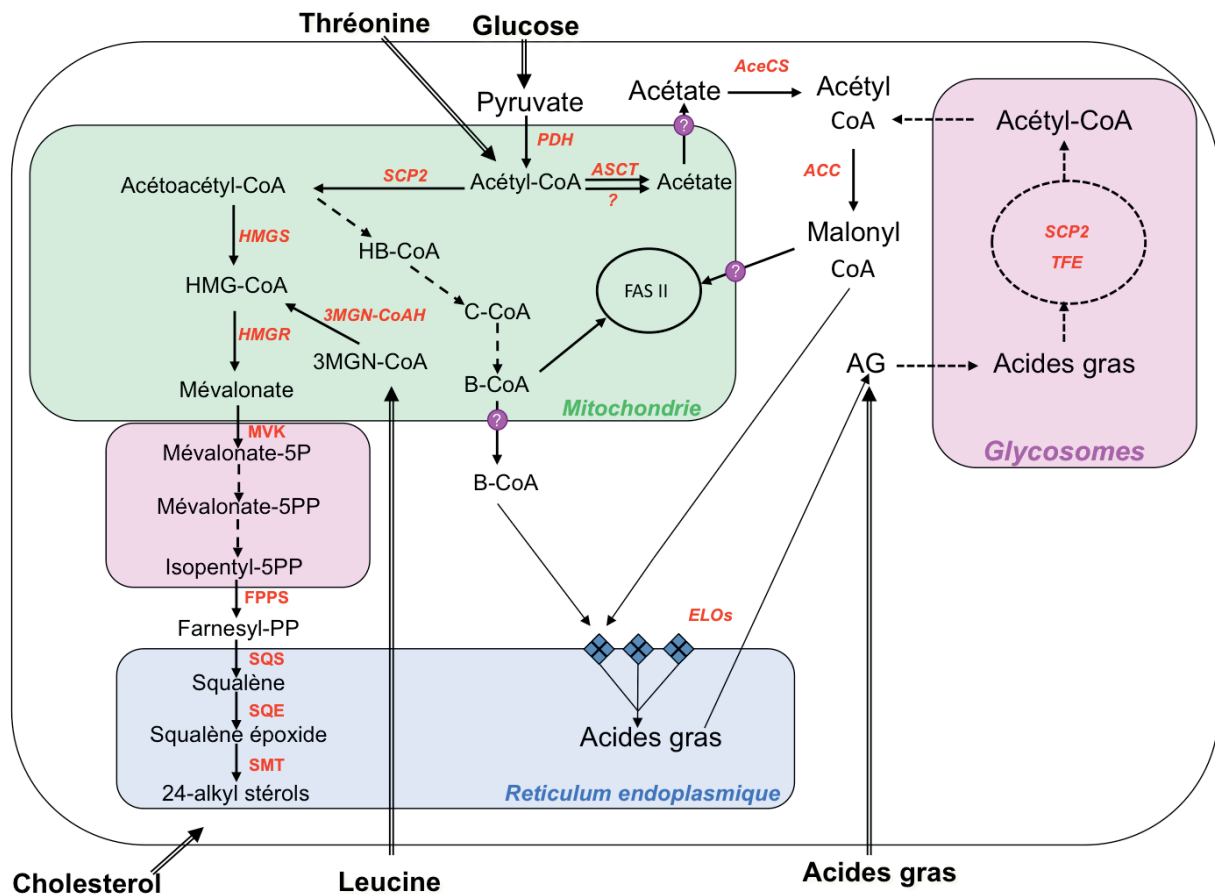 Thréonine
Glucose
Pyruvate
PDH
Acétate
AceCS
Acétyl
CoA
Acétyl-CoA
?
Acétoacétyl-CoA
SCP2
Acétyl-CoA
ASCT
?
Acétate
ACC
HMGS
HB-CoA
Malonyl
CoA
?
SCP2
TFE
HMG-CoA
FAS II
HMGR
3MGN-CoAH
C-CoA
3MGN-CoA
AG
Acides gras
Mévalonate
B-CoA
Mitochondrie
?
MVK
Mévalonate-5P
Glycosomes
B-CoA
Mévalonate-5PP
Isopentyl-5PP
FPPS
Farnesyl-PP
ELOs
SQS
Squalène
SQE
Squalène époxide
Acides gras
SMT
24-alkyl stérols
Reticulum endoplasmique
Cholesterol
Leucine
Acides gras